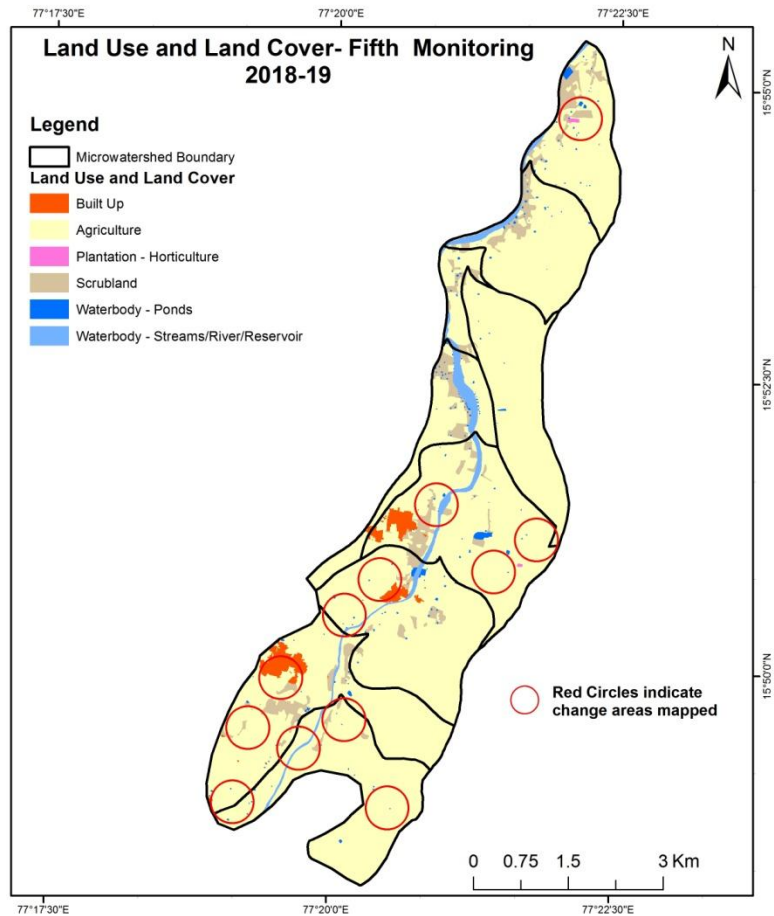 77°17'30"E 77°20'0"E 77°22'30"E
Land Use and Land Cover- Fifth Monitoring
2018-19
N
15°55'0"N
Legend
Microwatershed Boundary
Land Use and Land Cover
Built Up
Agriculture
Plantation - Horticulture
Scrubland
Waterbody - Ponds
Waterbody - Streams/River/Reservoir
15°52'30"N
15°50'0"N
Red Circles indicate
change areas mapped
0 0.75 1.5 3 Km
77°17'30"E 77°20'0"E 77°22'30"E